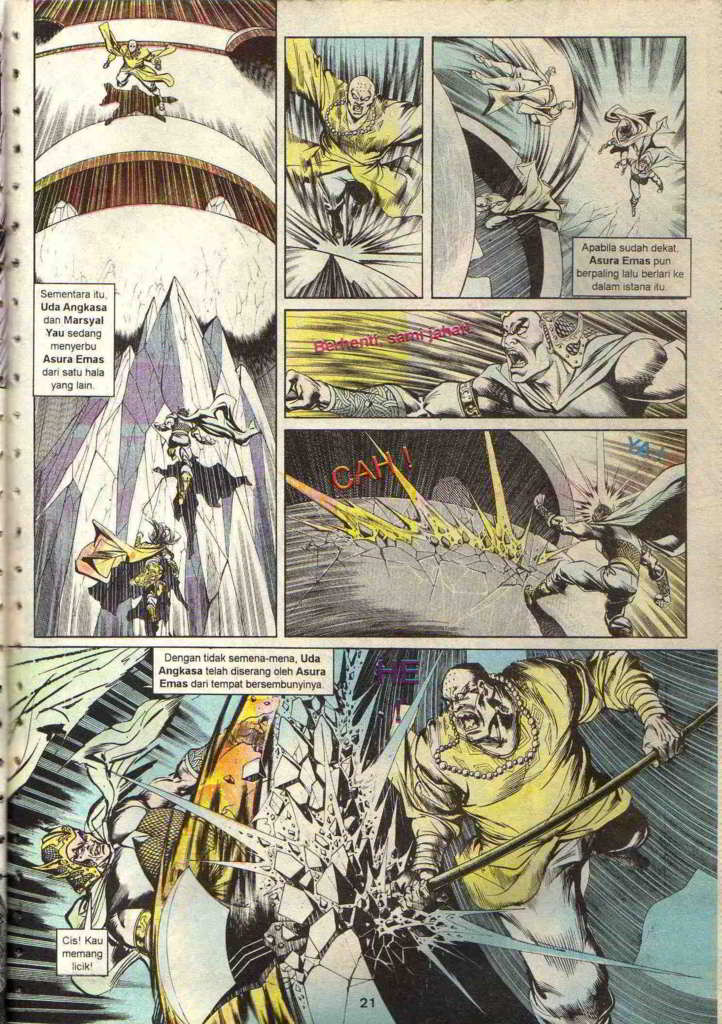 Sementara itu,
Uda Angkasa
dan Marsyal
Yau sedang
menyerbu
Asura Emas
dari satu hala
yang lain.
Apabila sudah dekat,
Asura Emas pun
berpaling lalu berlari ke
dalam istana itu.
Berhenti, sami jahat!
CAH !
YA !
Dengan tidak semena-mena, Uda
Angkasa telah diserang oleh Asura
Emas dari tempat bersembunyinya.
HE
Cis! Kau
memang
licik!
21